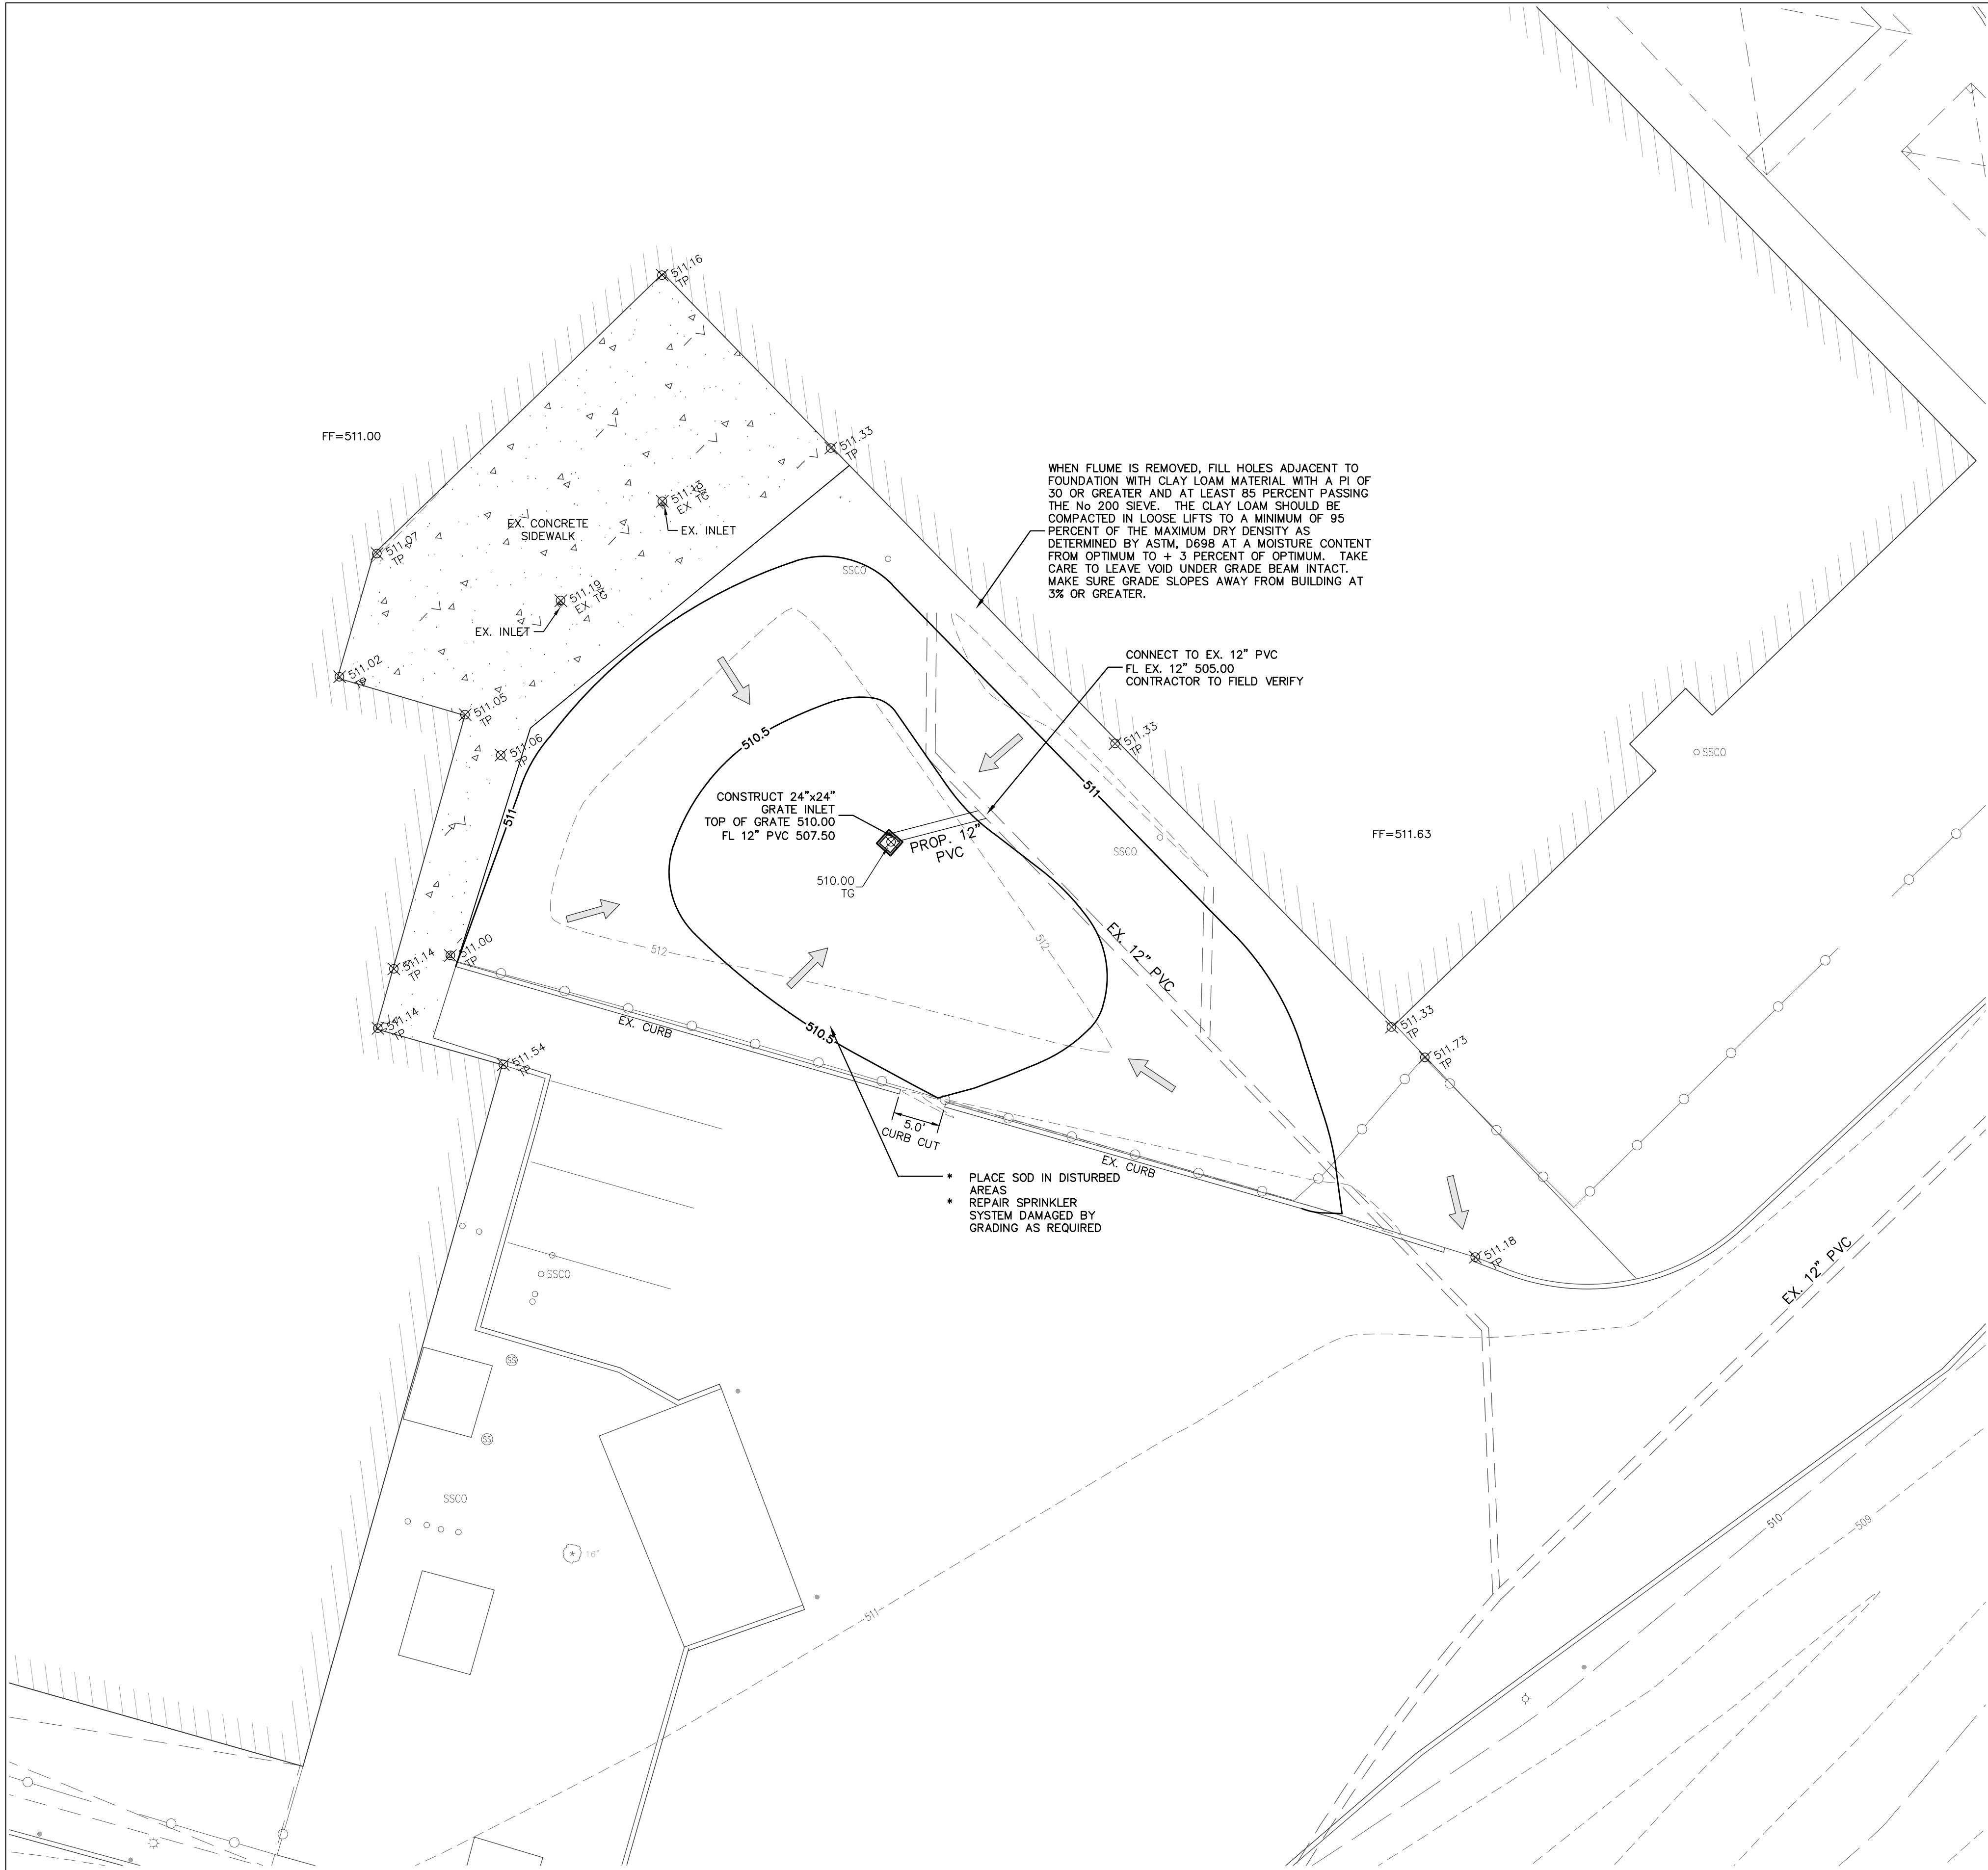 511.16
TP
FF=511.00
511.33
TP
511.13
EX TG
EX. INLET
EX. CONCRETE
SIDEWALK
511.07
TP
511.19
EX TG
EX. INLET
511.02
TP
511.05
TP
511.06
TP
SSCO
WHEN FLUME IS REMOVED, FILL HOLES ADJACENT TO
FOUNDATION WITH CLAY LOAM MATERIAL WITH A PI OF
30 OR GREATER AND AT LEAST 85 PERCENT PASSING
THE No 200 SIEVE. THE CLAY LOAM SHOULD BE
COMPACTED IN LOOSE LIFTS TO A MINIMUM OF 95
PERCENT OF THE MAXIMUM DRY DENSITY AS
DETERMINED BY ASTM, D698 AT A MOISTURE CONTENT
FROM OPTIMUM TO + 3 PERCENT OF OPTIMUM. TAKE
CARE TO LEAVE VOID UNDER GRADE BEAM INTACT.
MAKE SURE GRADE SLOPES AWAY FROM BUILDING AT
3% OR GREATER.
CONNECT TO EX. 12" PVC
FL EX. 12" 505.00
CONTRACTOR TO FIELD VERIFY
511.33
TP
SSCO
510.5
511
511
CONSTRUCT 24"x24"
GRATE INLET
TOP OF GRATE 510.00
FL 12" PVC 507.50
PROP. 12"
PVC
510.00
TG
SSCO
FF=511.63
512
512
EX. 12" PVC
511.00
TP
511.14
TP
511.14
TP
511.54
TP
EX. CURB
510.5
511.33
TP
511.73
TP
5.0'
CURB CUT
EX. CURB
* PLACE SOD IN DISTURBED
AREAS
* REPAIR SPRINKLER
SYSTEM DAMAGED BY
GRADING AS REQUIRED
511.18
TP
EX. 12" PVC
SSCO
SS
SS
SSCO
16"
511
510
509